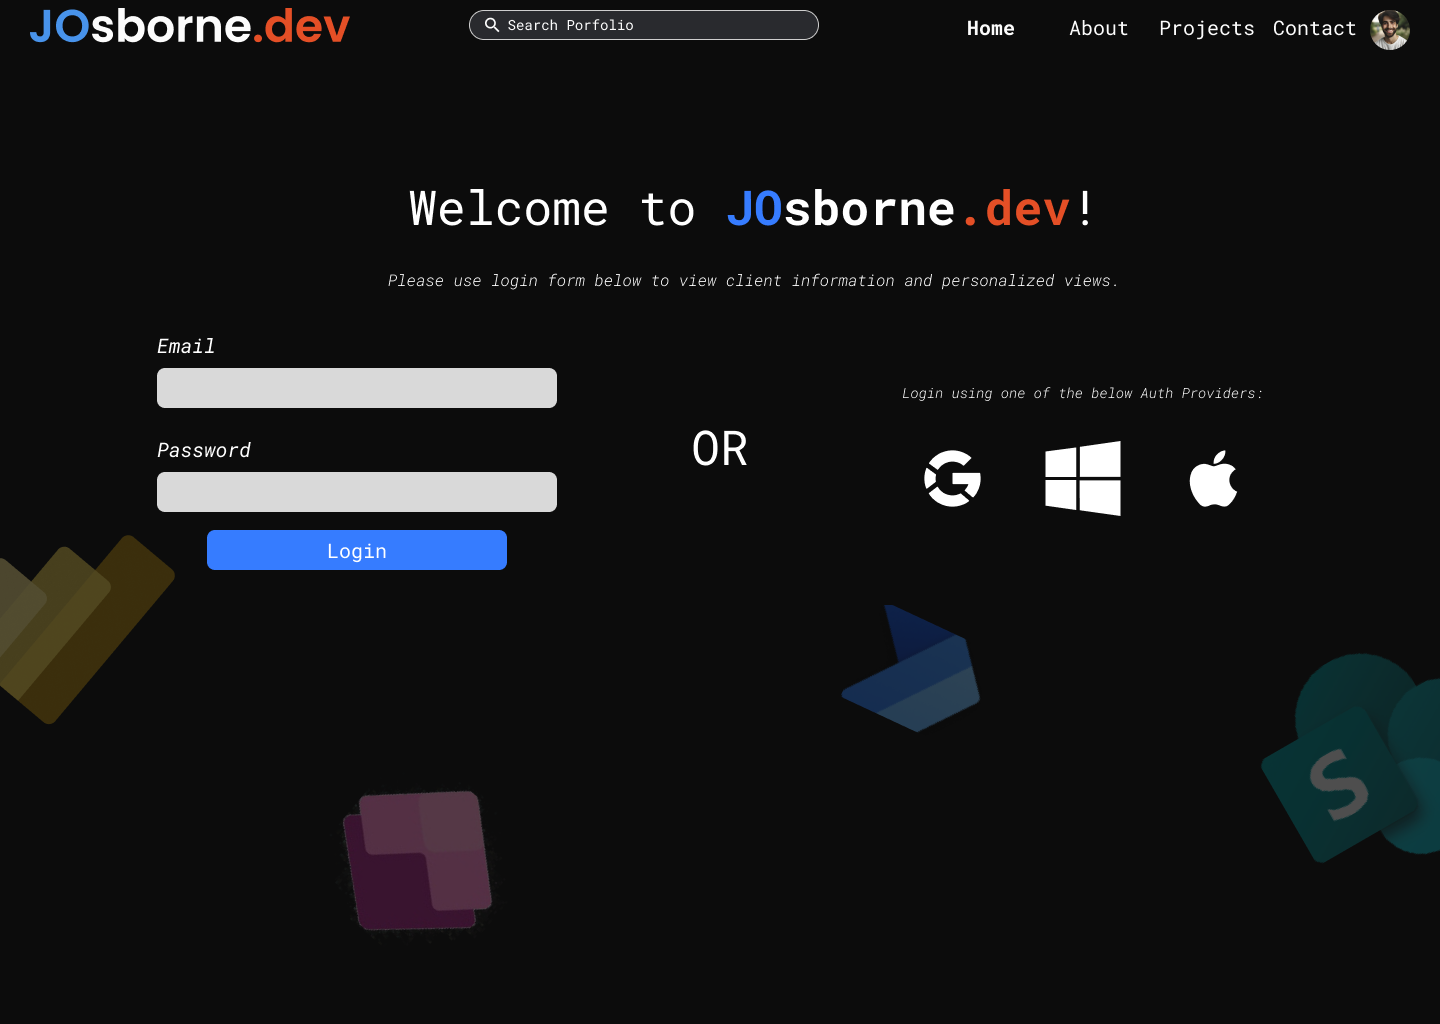 JOsborne.dev
Search Porfolio
Home About Projects Contact
Welcome to JOsborne.dev!
Please use login form below to view client information and personalized views.
Email
Login using one of the below Auth Providers:
OR
Password
Login
S